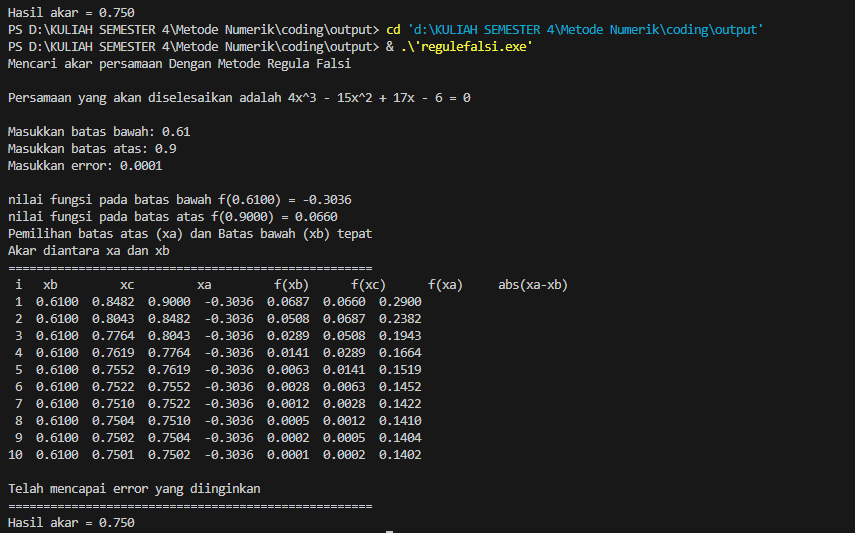 Hasil akar = 0.750
PS D:\KULIAH SEMESTER 4\Metode Numerik\coding\output> cd 'd:\KULIAH SEMESTER 4\Metode Numerik\coding\output'
PS D:\KULIAH SEMESTER 4\Metode Numerik\coding\output> & .\'regulefalsi.exe'
Mencari akar persamaan Dengan Metode Regula Falsi
Persamaan yang akan diselesaikan adalah 4x^3 - 15x^2 + 17x - 6 = 0
Masukkan batas bawah: 0.61
Masukkan batas atas: 0.9
Masukkan error: 0.0001
nilai fungsi pada batas bawah f(0.6100) = -0.3036
nilai fungsi pada batas atas f(0.9000) = 0.0660
Pemilihan batas atas (xa) dan Batas bawah (xb) tepat
Akar diantara xa dan xb
====================================================
i xb xc xa f(xb) f(xc) f(xa) abs(xa-xb)
1 0.6100 0.8482 0.9000 -0.3036 0.0687 0.0660 0.2900
2 0.6100 0.8043 0.8482 -0.3036 0.0508 0.0687 0.2382
3 0.6100 0.7764 0.8043 -0.3036 0.0289 0.0508 0.1943
4 0.6100 0.7619 0.7764 -0.3036 0.0141 0.0289 0.1664
5 0.6100 0.7552 0.7619 -0.3036 0.0063 0.0141 0.1519
6 0.6100 0.7522 0.7552 -0.3036 0.0028 0.0063 0.1452
7 0.6100 0.7510 0.7522 -0.3036 0.0012 0.0028 0.1422
8 0.6100 0.7504 0.7510 -0.3036 0.0005 0.0012 0.1410
9 0.6100 0.7502 0.7504 -0.3036 0.0002 0.0005 0.1404
10 0.6100 0.7501 0.7502 -0.3036 0.0001 0.0002 0.1402
Telah mencapai error yang diinginkan
====================================================
Hasil akar = 0.750